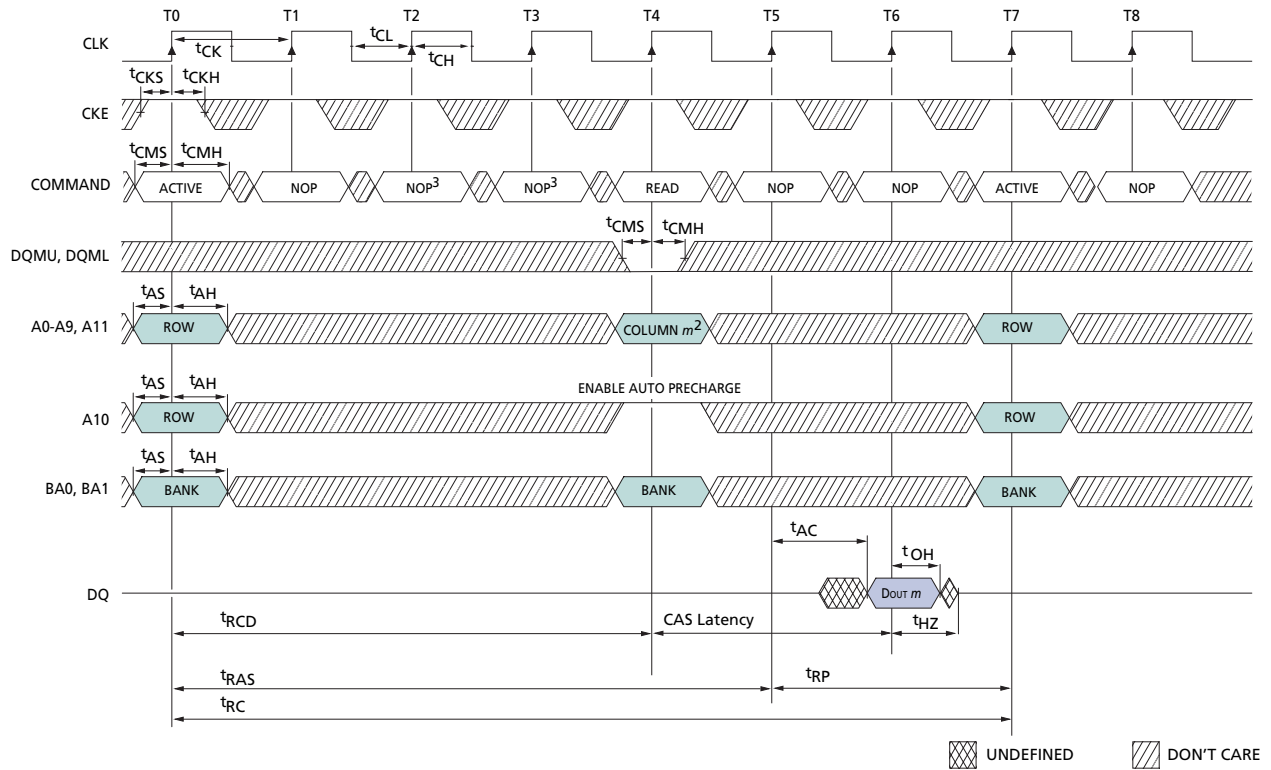 T0 T1 T2 T3 T4 T5 T6 T7 T8
CLK
tCK tCL tCH
tCKS tCKH
CKE
tCMS tCMH
COMMAND ACTIVE NOP NOP3 NOP3 READ NOP NOP ACTIVE NOP
tCMS tCMH
DQMU, DQML
tAS tAH
A0-A9, A11 ROW COLUMN m2 ROW
tAS tAH ENABLE AUTO PRECHARGE
A10 ROW ROW
tAS tAH
BA0, BA1 BANK BANK BANK
tAC
tOH
DQ DOUT m
tRCD CAS Latency tHZ
tRAS tRP
tRC
UNDEFINED DON'T CARE